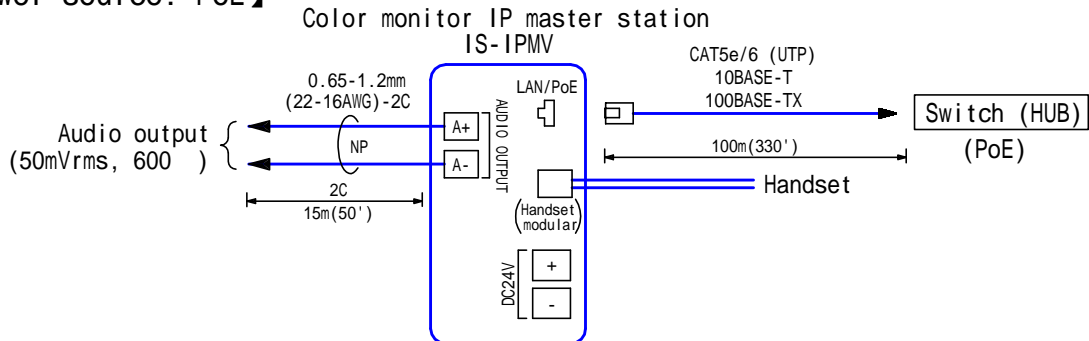 wer source: PoE】
Color monitor IP master station
IS-IPMV
0.65-1.2mm
(22-16AWG)-2C
Audio output
(50mVrms, 600 )
NP
2C
15m(50')
A+
A-
AUDIO OUTPUT
LAN/PoE
(Handset modular)
DC24V
+
-
CAT5e/6 (UTP)
10BASE-T
100BASE-TX
100m(330')
Switch (HUB)
(PoE)
Handset